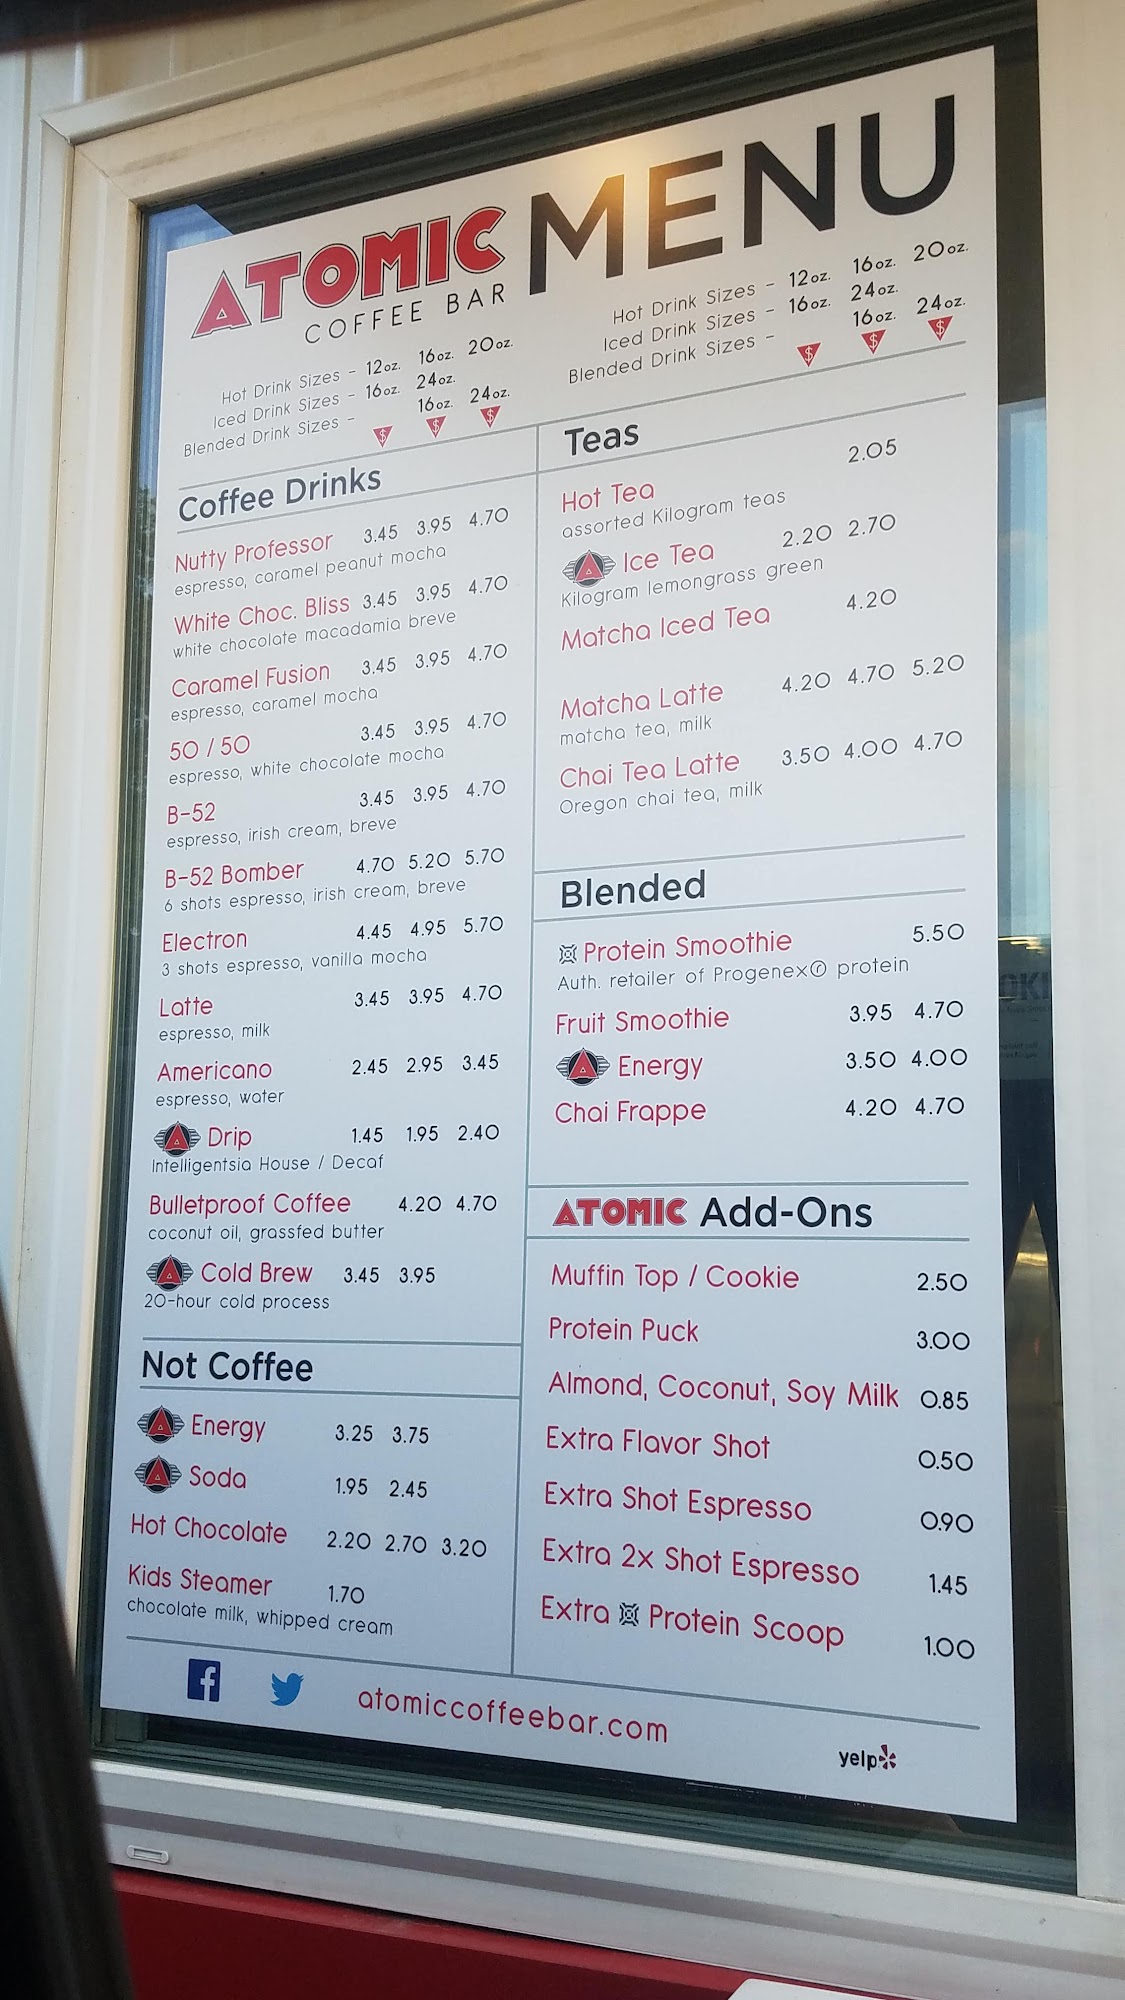 ATOMIC MENU
COFFEE BAR
Hot Drink Sizes - 12oz. 16oz. 20oz.
Iced Drink Sizes - 16oz. 24oz.
Blended Drink Sizes - 16oz. 24oz.
$ $ $
Hot Drink Sizes - 12oz. 16oz. 20oz.
Iced Drink Sizes - 16oz. 24oz.
Blended Drink Sizes - 16oz. 24oz.
$ $ $
Coffee Drinks
Nutty Professor 3.45 3.95 4.70
espresso, caramel peanut mocha
White Choc. Bliss 3.45 3.95 4.70
white chocolate macadamia breve
Caramel Fusion 3.45 3.95 4.70
espresso, caramel mocha
50 / 50 3.45 3.95 4.70
espresso, white chocolate mocha
B-52 3.45 3.95 4.70
espresso, irish cream, breve
B-52 Bomber 4.70 5.20 5.70
6 shots espresso, irish cream, breve
Electron 4.45 4.95 5.70
3 shots espresso, vanilla mocha
Latte 3.45 3.95 4.70
espresso, milk
Americano 2.45 2.95 3.45
espresso, water
A Drip 1.45 1.95 2.40
Intelligentsia House / Decaf
Bulletproof Coffee 4.20 4.70
coconut oil, grassfed butter
A Cold Brew 3.45 3.95
20-hour cold process
Not Coffee
A Energy 3.25 3.75
A Soda 1.95 2.45
Hot Chocolate 2.20 2.70 3.20
Kids Steamer 1.70
chocolate milk, whipped cream
Teas
Hot Tea 2.05
assorted Kilogram teas
A Ice Tea 2.20 2.70
Kilogram lemongrass green
Matcha Iced Tea 4.20
Matcha Latte 4.20 4.70 5.20
matcha tea, milk
Chai Tea Latte 3.50 4.00 4.70
Oregon chai tea, milk
Blended
Protein Smoothie 5.50
Auth. retailer of Progenex® protein
Fruit Smoothie 3.95 4.70
A Energy 3.50 4.00
Chai Frappe 4.20 4.70
ATOMIC Add-Ons
Muffin Top / Cookie 2.50
Protein Puck 3.00
Almond, Coconut, Soy Milk 0.85
Extra Flavor Shot 0.50
Extra Shot Espresso 0.90
Extra 2x Shot Espresso 1.45
Extra Protein Scoop 1.00
f atomiccoffeebar.com
yelp